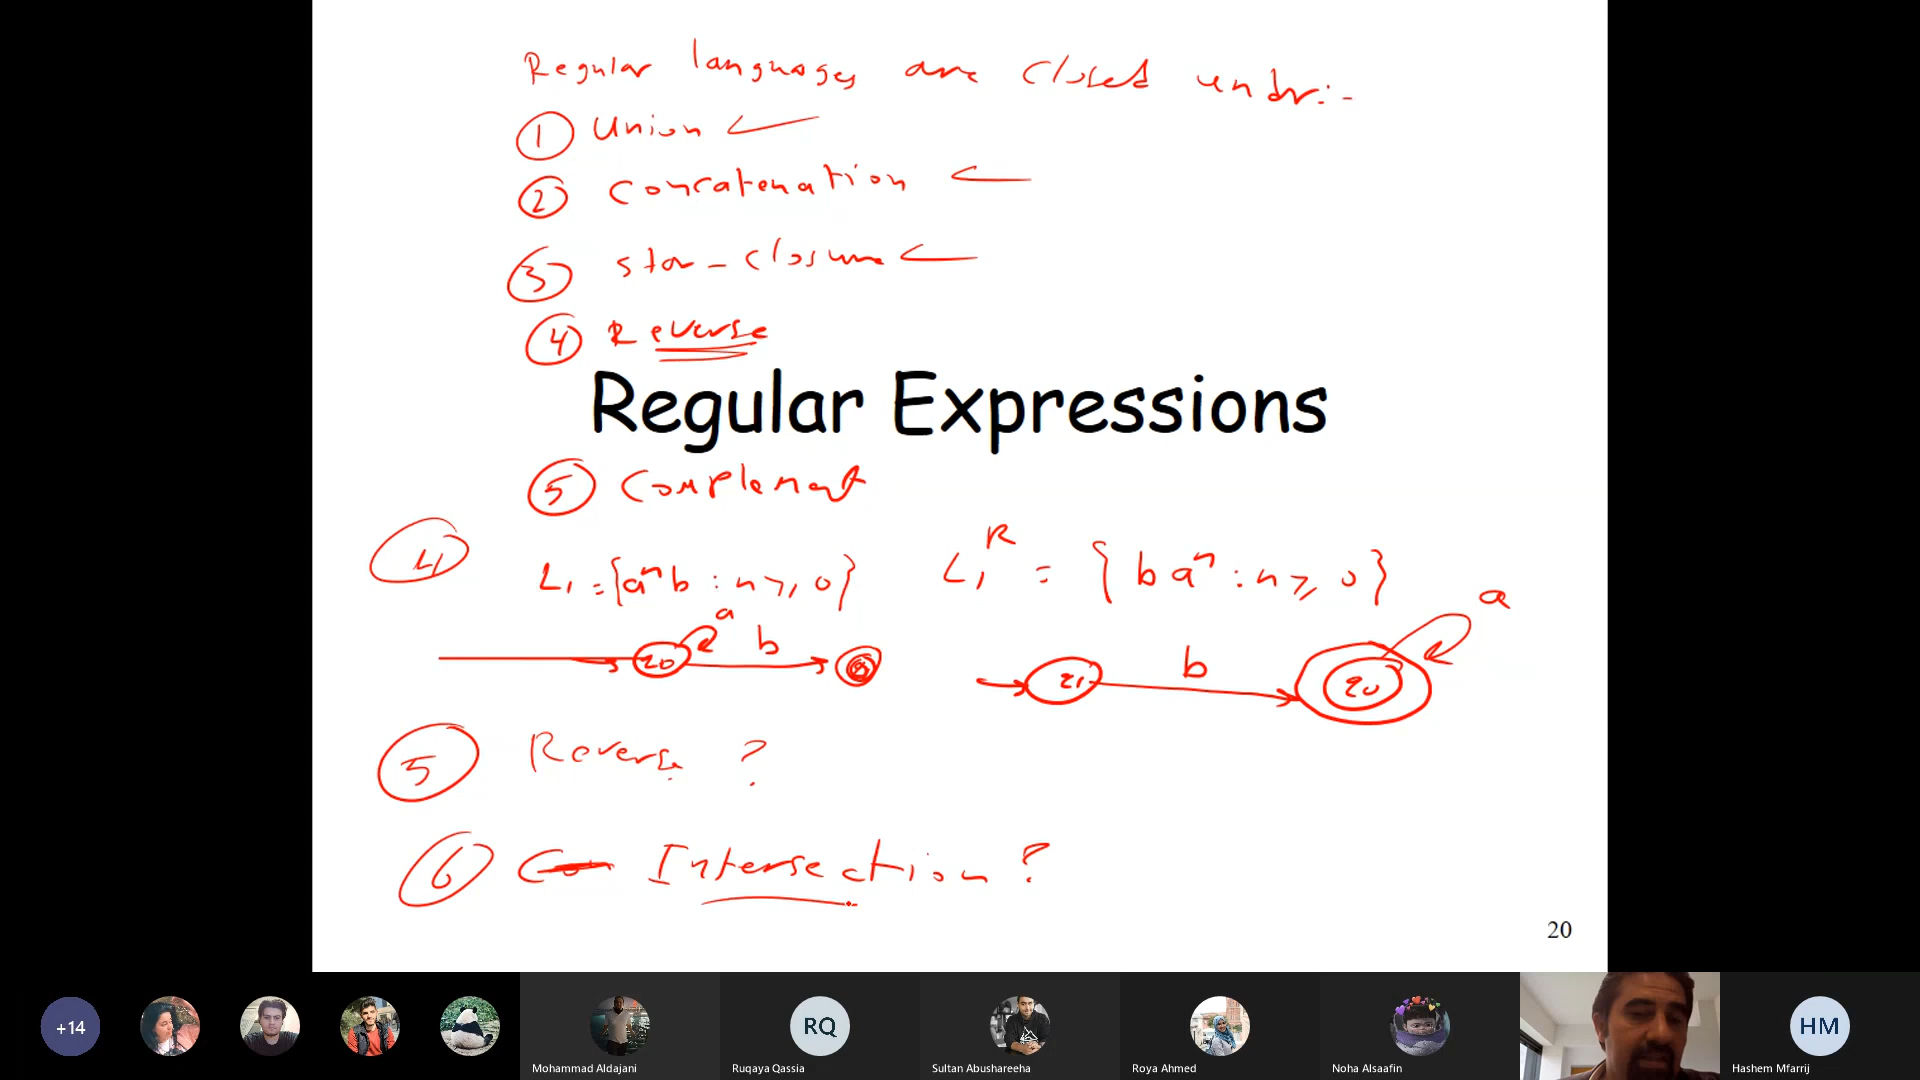 Regular languages are closed under:-
1 Union
2 Concatenation
3 star-closure
4 Reverse
Regular Expressions
5 Complement
4 L1 = {a^n b : n ≥ 0} L1^R = {b a^n : n ≥ 0}
q0 a b q1 b q0 a
5 Reverse ?
6 Intersection ?
20
+14
RQ
HM
Mohammad Aldajani
Ruqaya Qassia
Sultan Abushareeha
Roya Ahmed
Noha Alsaafin
Hashem Mfarrij